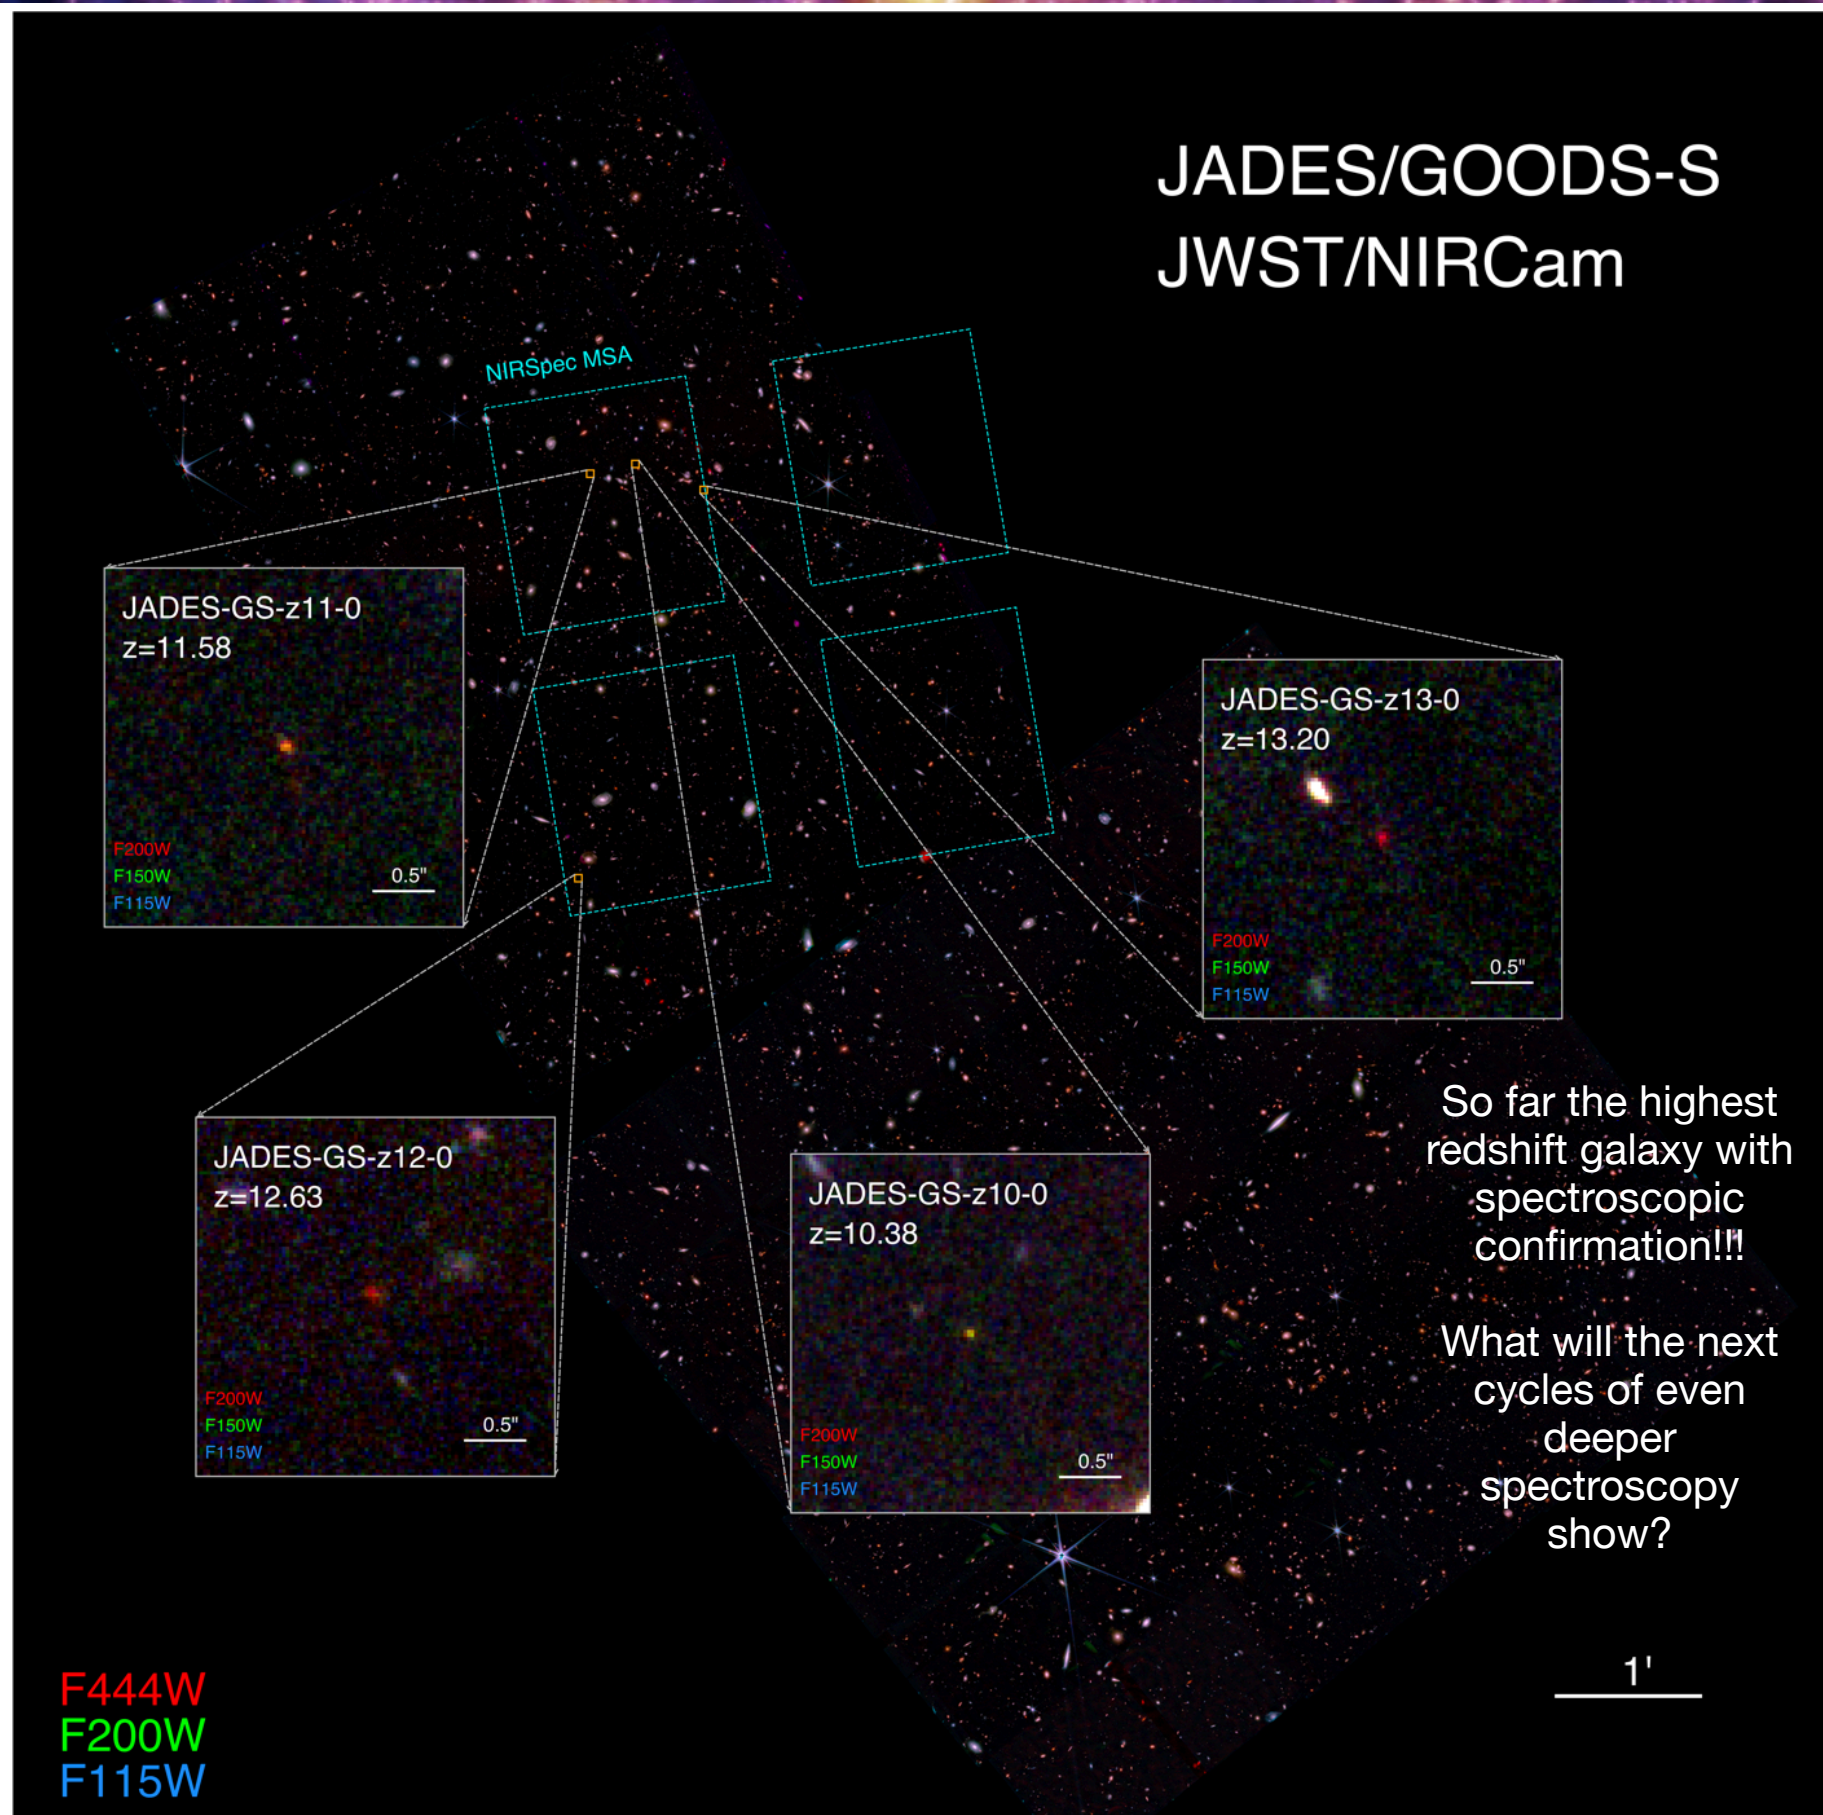 JADES/GOODS-S
JWST/NIRCam
NIRSpec MSA
JADES-GS-z11-0
z=11.58
F200W
F150W
F115W
0.5"
JADES-GS-z13-0
z=13.20
F200W
F150W
F115W
0.5"
JADES-GS-z12-0
z=12.63
F200W
F150W
F115W
0.5"
JADES-GS-z10-0
z=10.38
F200W
F150W
F115W
0.5"
So far the highest
redshift galaxy with
spectroscopic
confirmation!!!
What will the next
cycles of even
deeper
spectroscopy
show?
1'
F444W
F200W
F115W